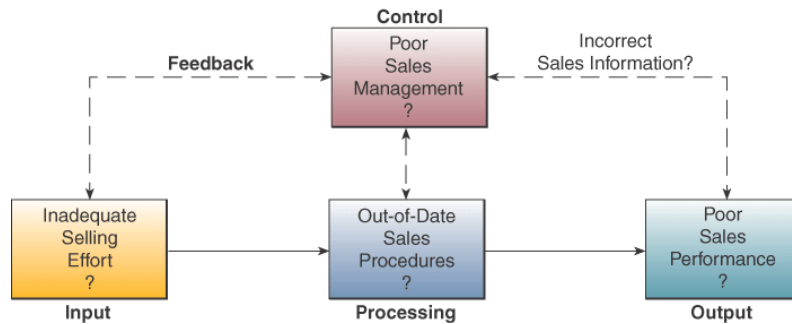 Control
Poor
Sales
Management
?
Feedback
Incorrect
Sales Information?
Inadequate
Selling
Effort
?
Input
Out-of-Date
Sales
Procedures
?
Processing
Poor
Sales
Performance
?
Output